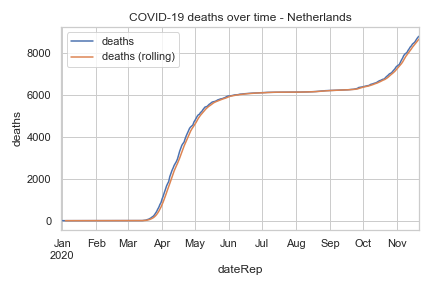 COVID-19 deaths over time - Netherlands
deaths
deaths (rolling)
8000
6000
4000
2000
0
deaths
Jan Feb Mar Apr May Jun Jul Aug Sep Oct Nov
2020
dateRep